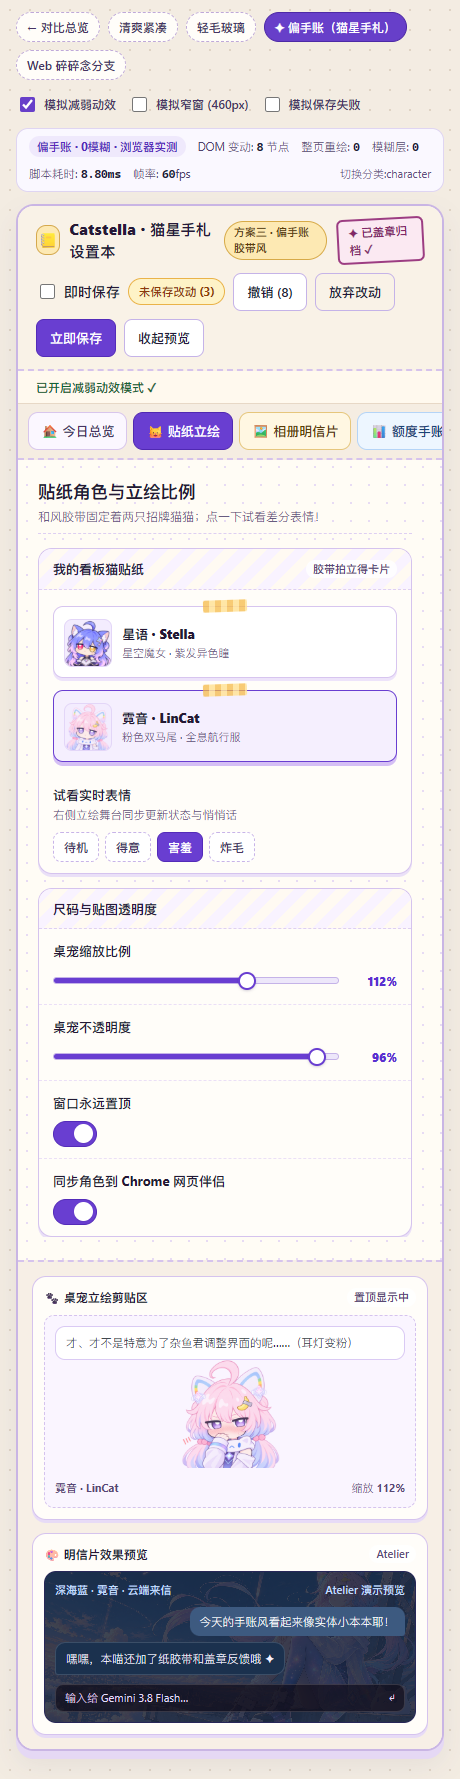 ← 对比总览
清爽紧凑
轻毛玻璃
✦ 偏手账（猫星手札）
Web 碎碎念分支
模拟减弱动效
模拟窄窗 (460px)
模拟保存失败
偏手账 · 0模糊 · 浏览器实测
DOM 变动: 8 节点
整页重绘: 0
模糊层: 0
脚本耗时: 8.80ms
帧率: 60fps
切换分类:character
Catstella · 猫星手札
设置本
方案三 · 偏手账
胶带风
✦ 已盖章归
档 ✓
即时保存
未保存改动 (3)
撤销 (8)
放弃改动
立即保存
收起预览
已开启减弱动效模式 ✓
今日总览
贴纸立绘
相册明信片
额度手账
贴纸角色与立绘比例
和风胶带固定着两只招牌猫猫；点一下试看差分表情！
我的看板猫贴纸
胶带拍立得卡片
星语 · Stella
星空魔女 · 紫发异色瞳
霓音 · LinCat
粉色双马尾 · 全息航行服
试看实时表情
右侧立绘舞台同步更新状态与悄悄话
待机
得意
害羞
炸毛
尺码与贴图透明度
桌宠缩放比例
112%
桌宠不透明度
96%
窗口永远置顶
同步角色到 Chrome 网页伴侣
桌宠立绘剪贴区
置顶显示中
才、才不是特意为了杂鱼君调整界面的呢……（耳灯变粉）
霓音 · LinCat
缩放 112%
明信片效果预览
Atelier
深海蓝 · 霓音 · 云端来信
Atelier 演示预览
今天的手账风看起来像实体小本本耶！
嘿嘿，本喵还加了纸胶带和盖章反馈哦 ✦
输入给 Gemini 3.8 Flash...
↲